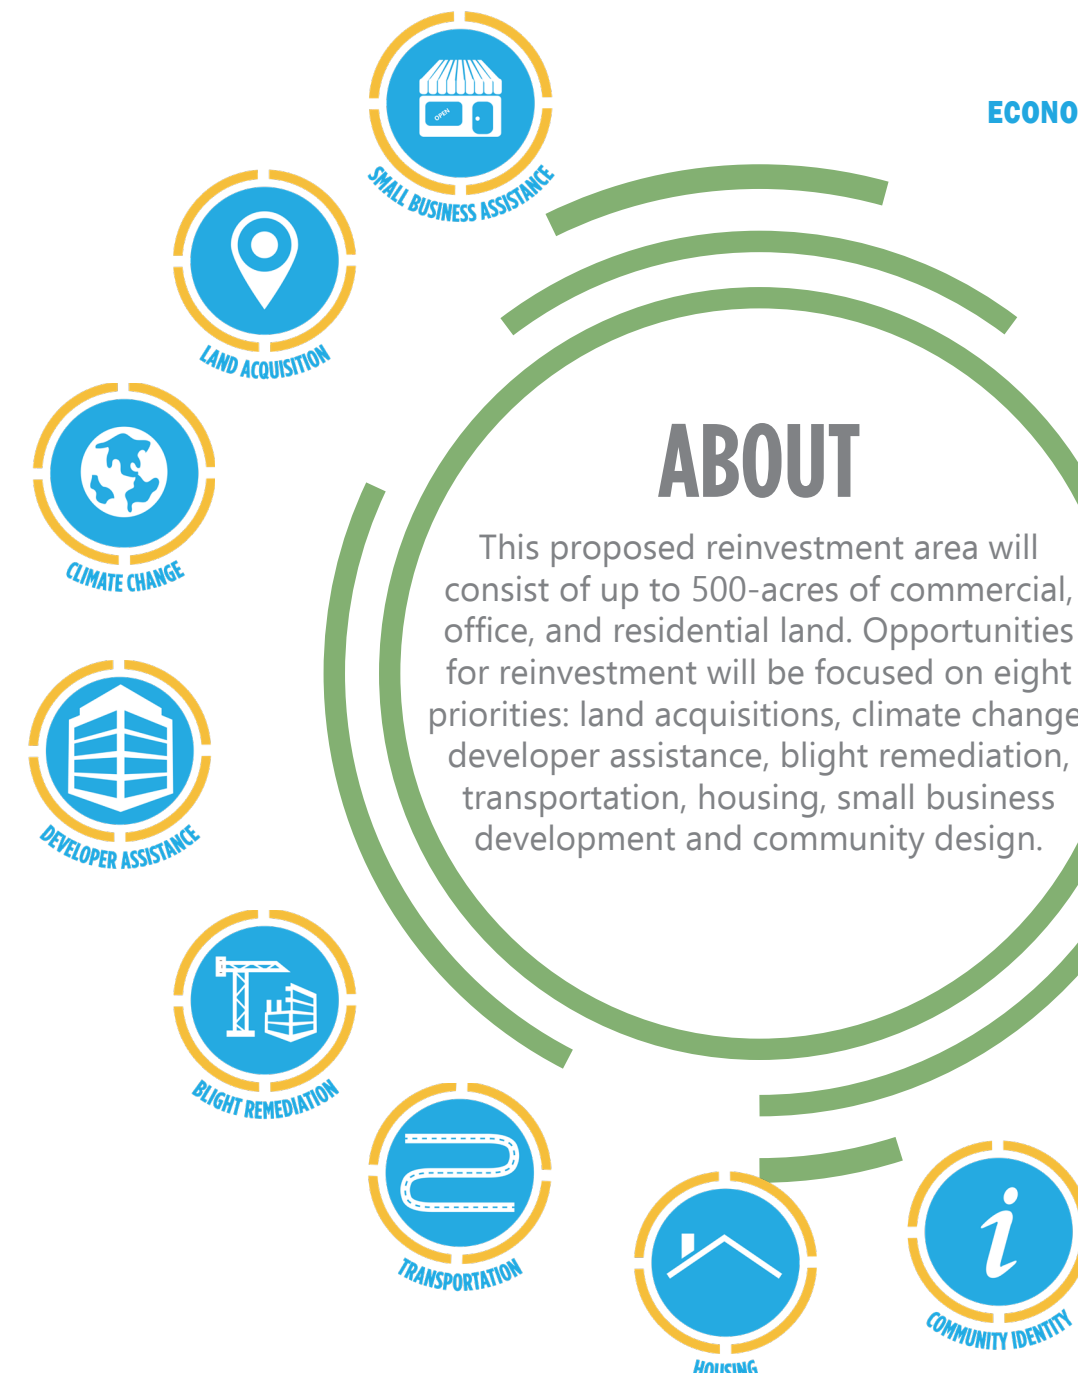 OPEN
SMALL BUSINESS ASSISTANCE
ECONO
LAND ACQUISITION
CLIMATE CHANGE
DEVELOPER ASSISTANCE
BLIGHT REMEDIATION
TRANSPORTATION
HOUSING
i
COMMUNITY IDENTITY
ABOUT
This proposed reinvestment area will
consist of up to 500-acres of commercial,
office, and residential land. Opportunities
for reinvestment will be focused on eight
priorities: land acquisitions, climate change
developer assistance, blight remediation,
transportation, housing, small business
development and community design.